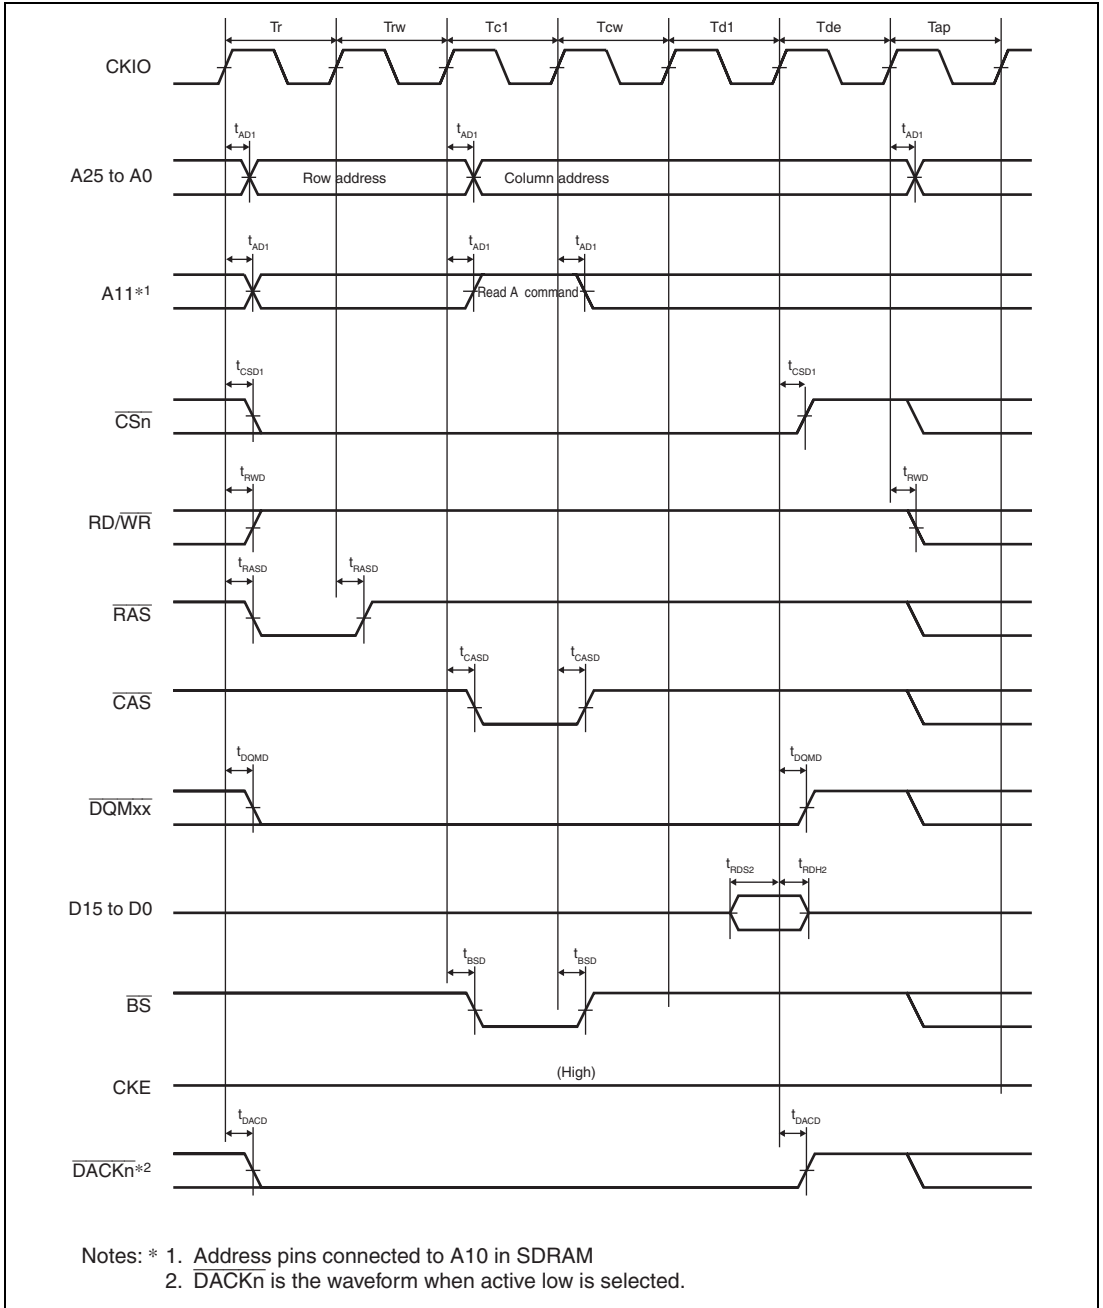 Tr Trw Tc1 Tcw Td1 Tde Tap
CKIO
tAD1 tAD1 tAD1
A25 to A0 Row address Column address
tAD1 tAD1 tAD1
A11*1 Read A command
tCSD1 tCSD1
CSn
tRWD tRWD
RD/WR
tRASD tRASD
RAS
tCASD tCASD
CAS
tDQMD tDQMD
DQMxx
tRDS2 tRDH2
D15 to D0
tBSD tBSD
BS
(High)
CKE
tDACD tDACD
DACKn*2
Notes: * 1. Address pins connected to A10 in SDRAM
2. DACKn is the waveform when active low is selected.